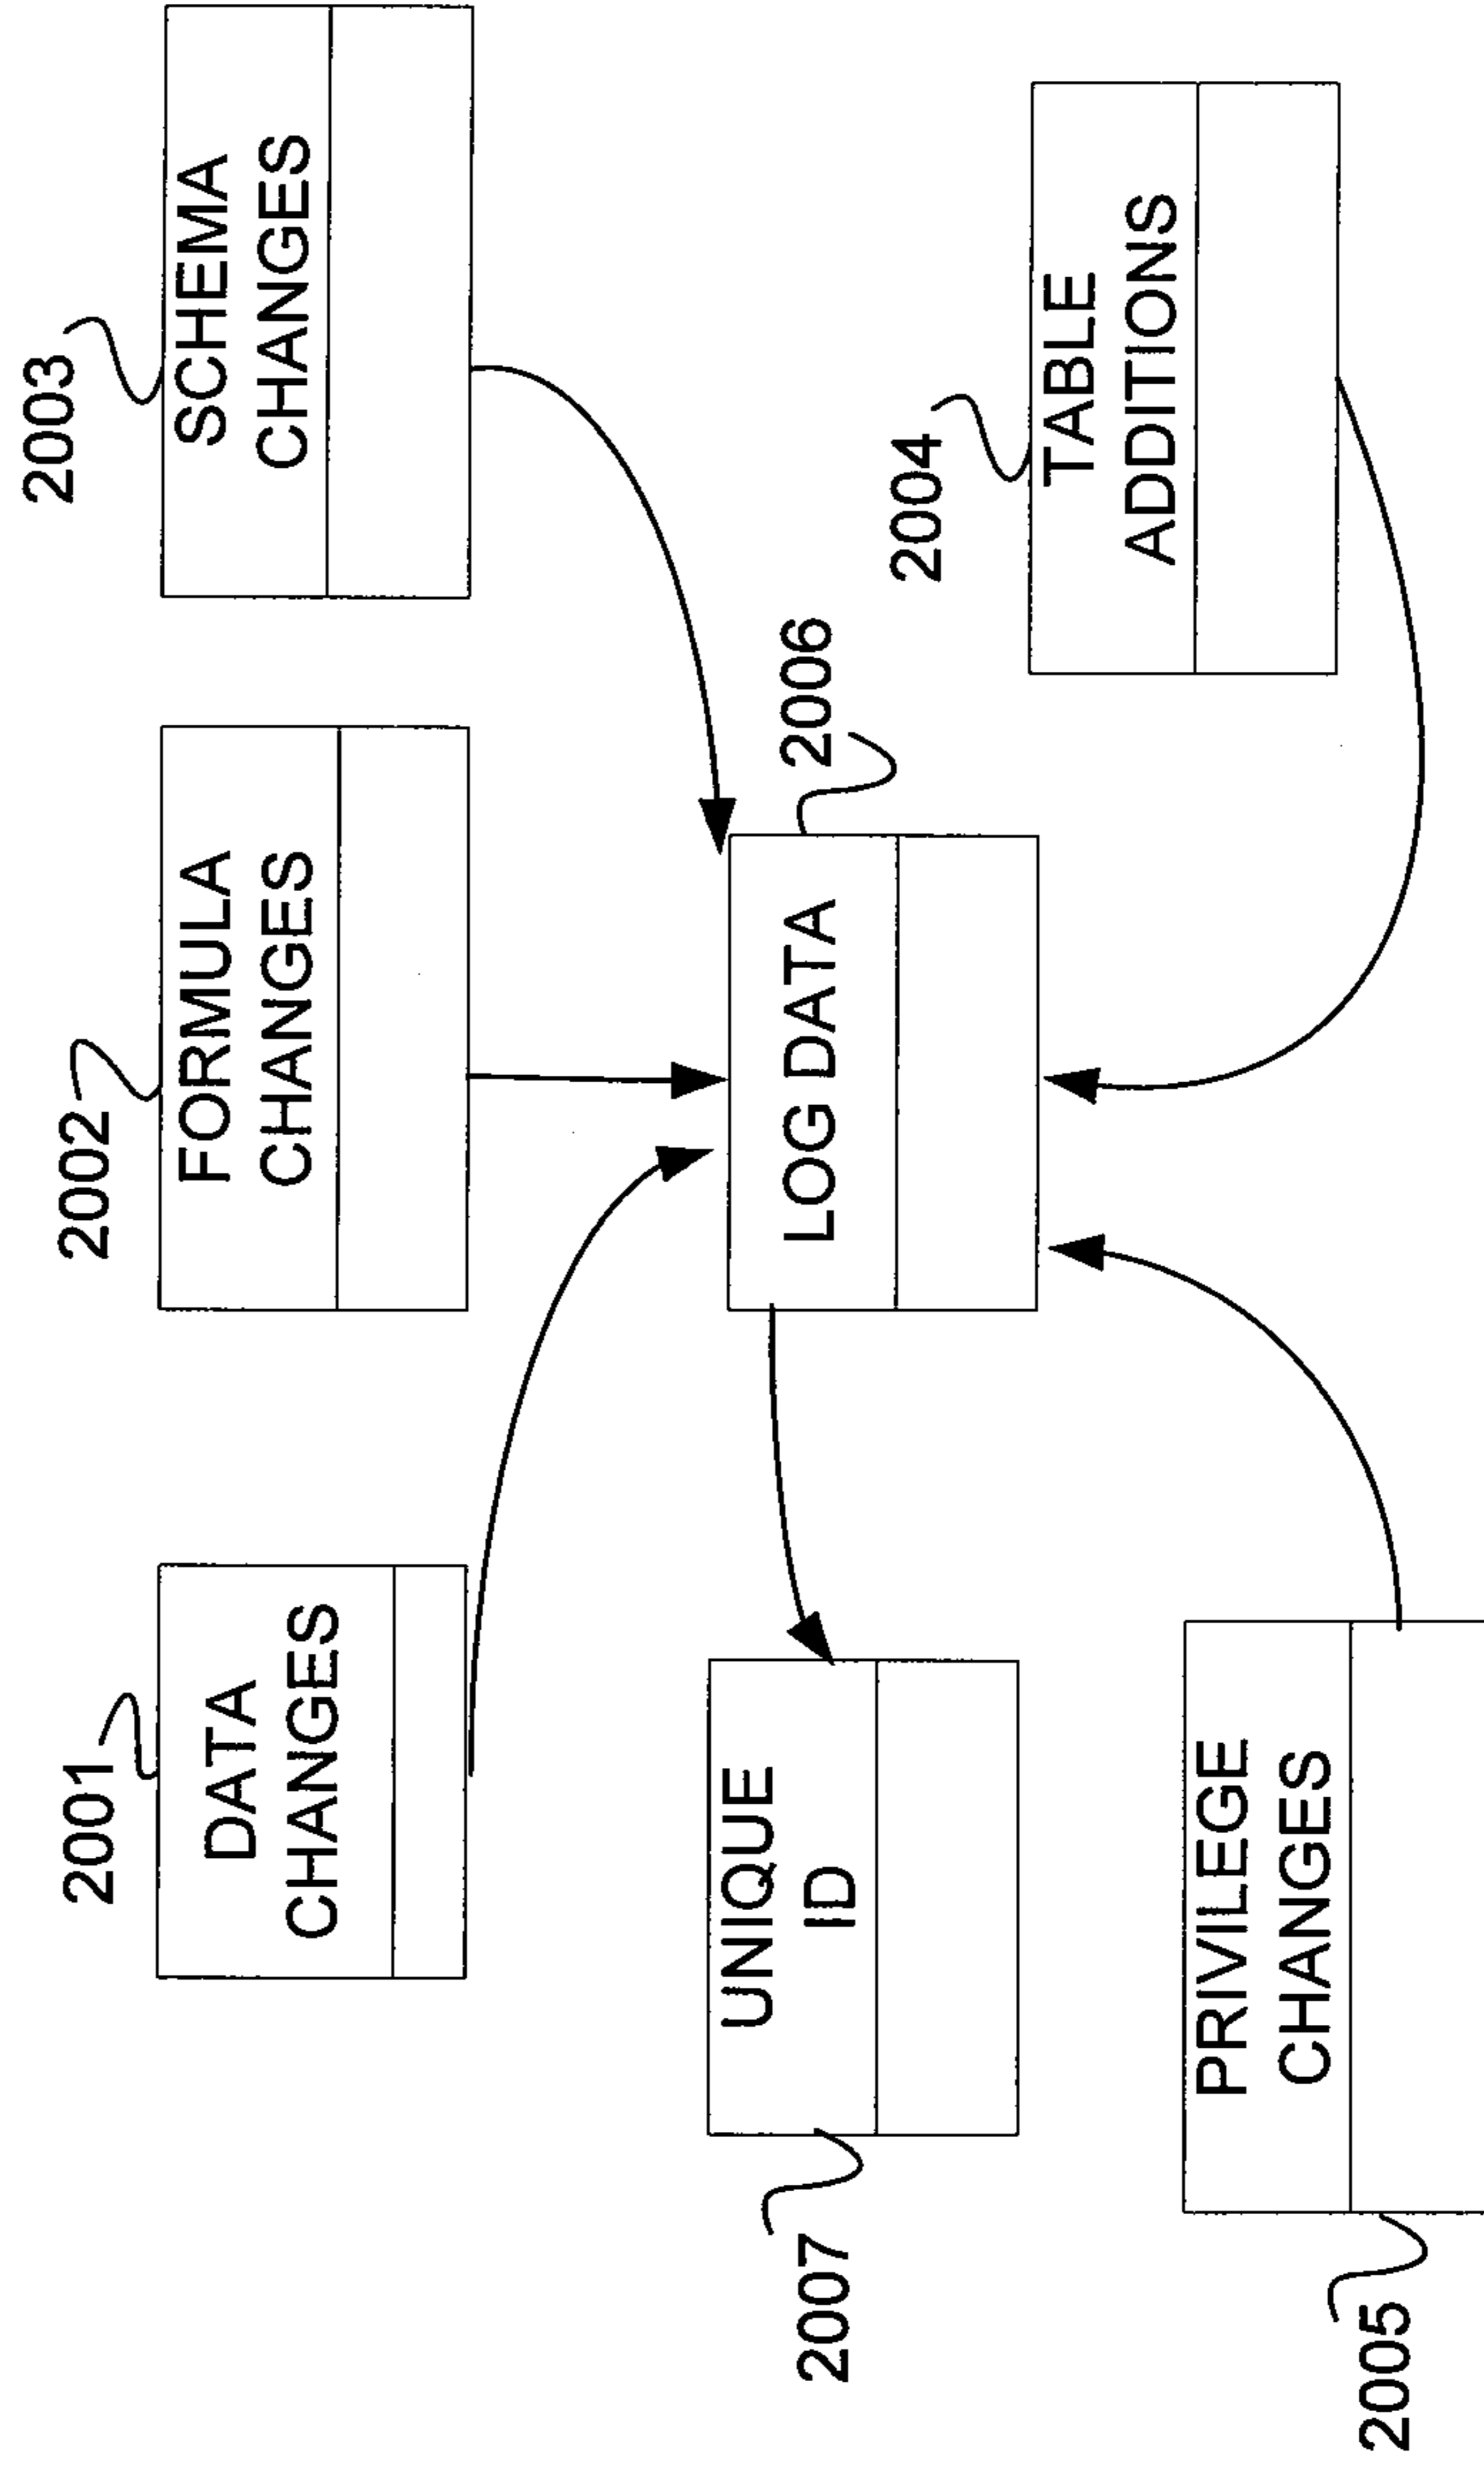 2001
DATA
CHANGES
2002
FORMULA
CHANGES
2003
SCHEMA
CHANGES
2007
UNIQUE
ID
LOG DATA
2006
2004
TABLE
ADDITIONS
2005
PRIVILEGE
CHANGES